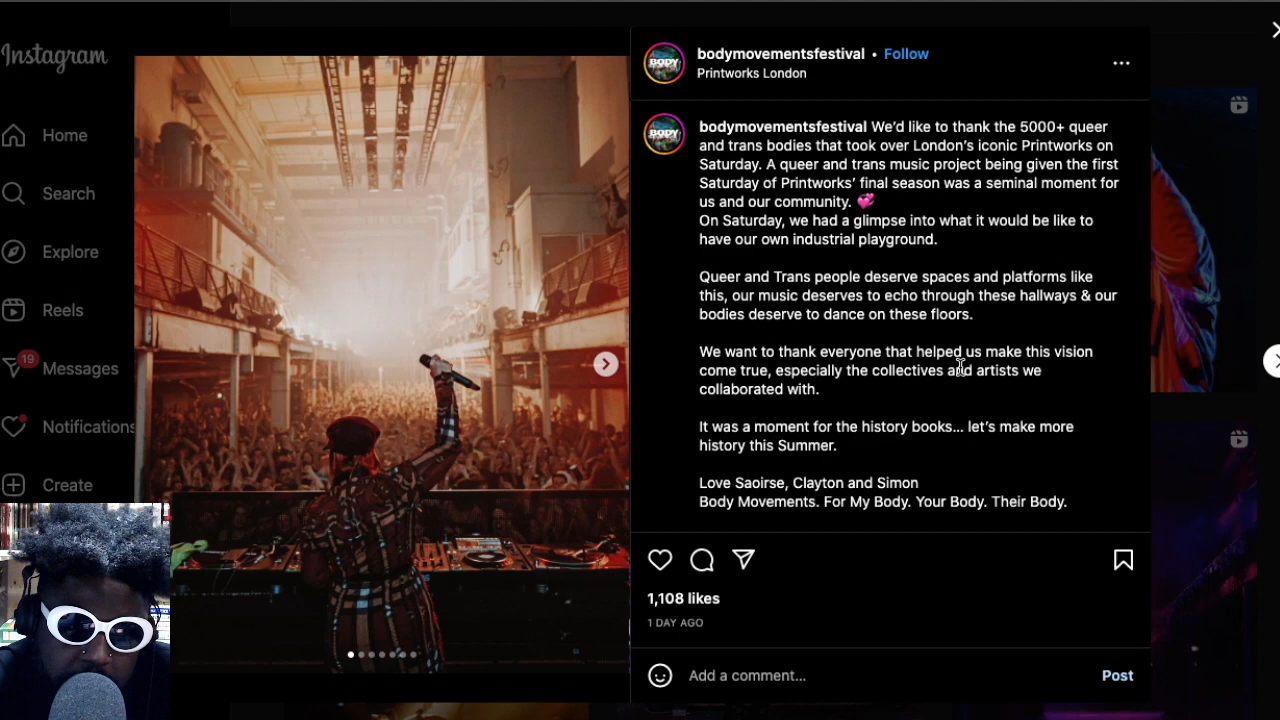 Instagram
Home
Search
Explore
Reels
19
Messages
Notifications
Create
BODY
bodymovementsfestival • Follow
Printworks London
BODY
bodymovementsfestival We'd like to thank the 5000+ queer
and trans bodies that took over London's iconic Printworks on
Saturday. A queer and trans music project being given the first
Saturday of Printworks' final season was a seminal moment for
us and our community. 💞
On Saturday, we had a glimpse into what it would be like to
have our own industrial playground.
Queer and Trans people deserve spaces and platforms like
this, our music deserves to echo through these hallways & our
bodies deserve to dance on these floors.
We want to thank everyone that helped us make this vision
come true, especially the collectives and artists we
collaborated with.
It was a moment for the history books... let's make more
history this Summer.
Love Saoirse, Clayton and Simon
Body Movements. For My Body. Your Body. Their Body.
1,108 likes
1 DAY AGO
Add a comment...
Post